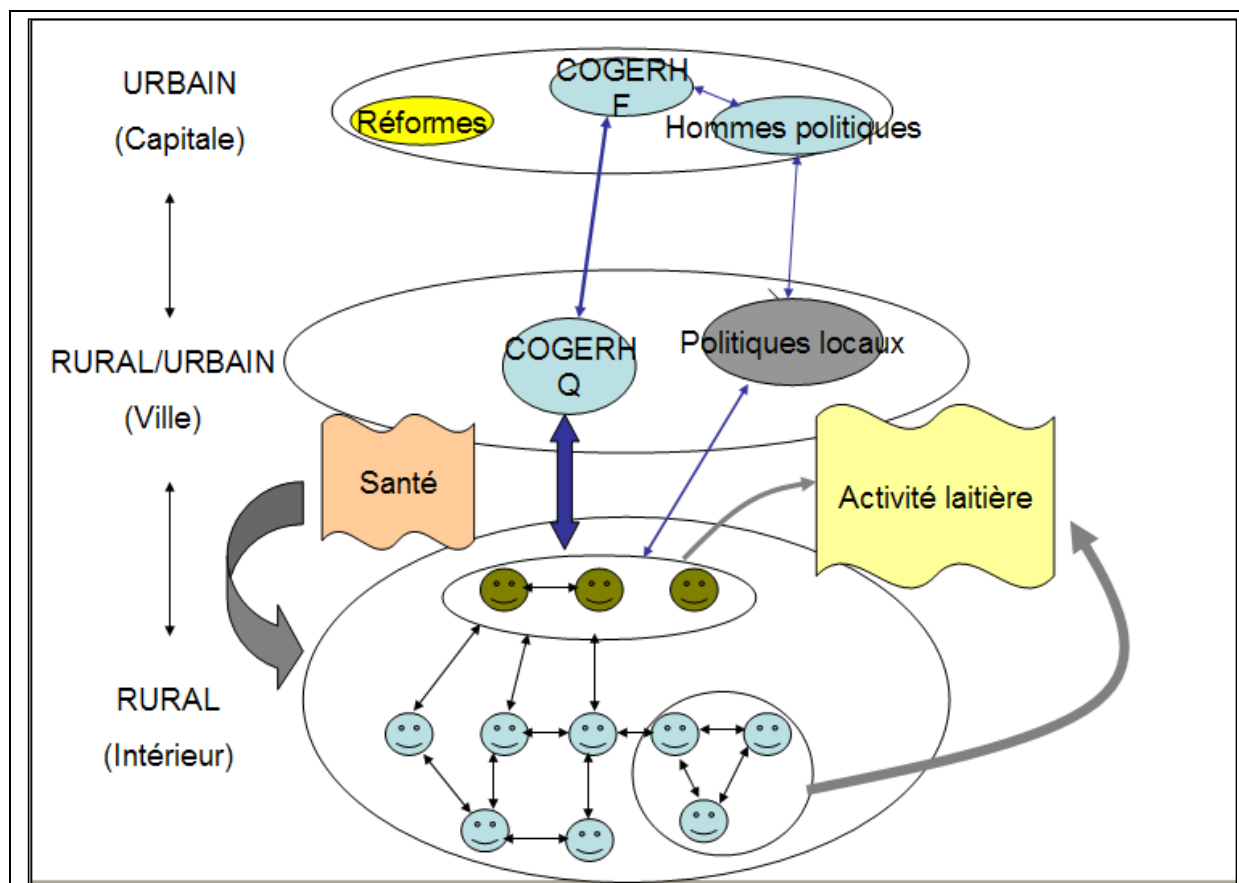 URBAIN
(Capitale)
COGERH
F
Réformes
Hommes politiques
RURAL/URBAIN
(Ville)
COGERH
Q
Politiques locaux
Santé
Activité laitière
RURAL
(Intérieur)